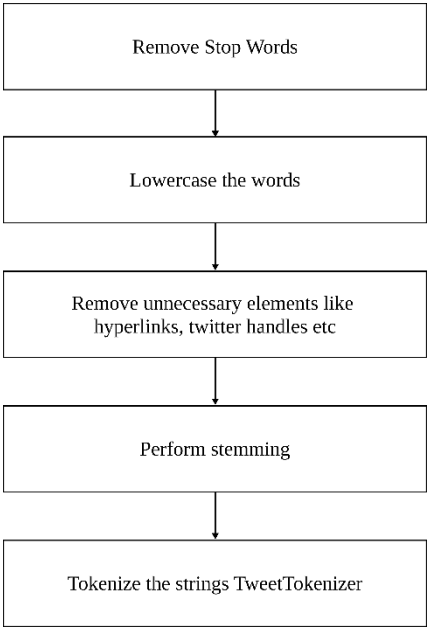 Remove Stop Words
Lowercase the words
Remove unnecessary elements like
hyperlinks, twitter handles etc
Perform stemming
Tokenize the strings TweetTokenizer